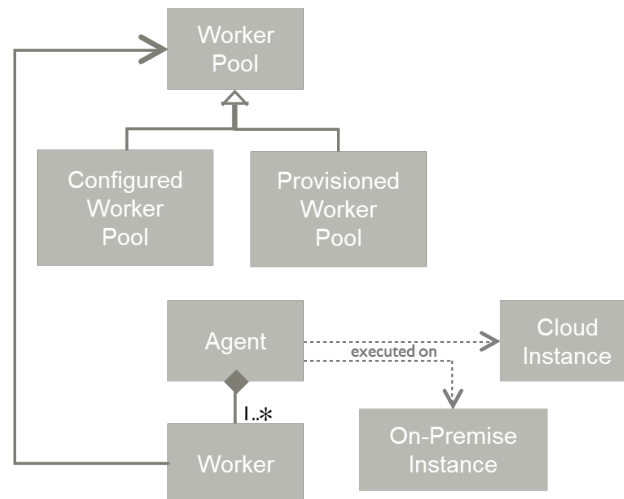 Worker
Pool
Configured
Worker
Pool
Provisioned
Worker
Pool
Agent
executed on
Cloud
Instance
1..*
Worker
On-Premise
Instance